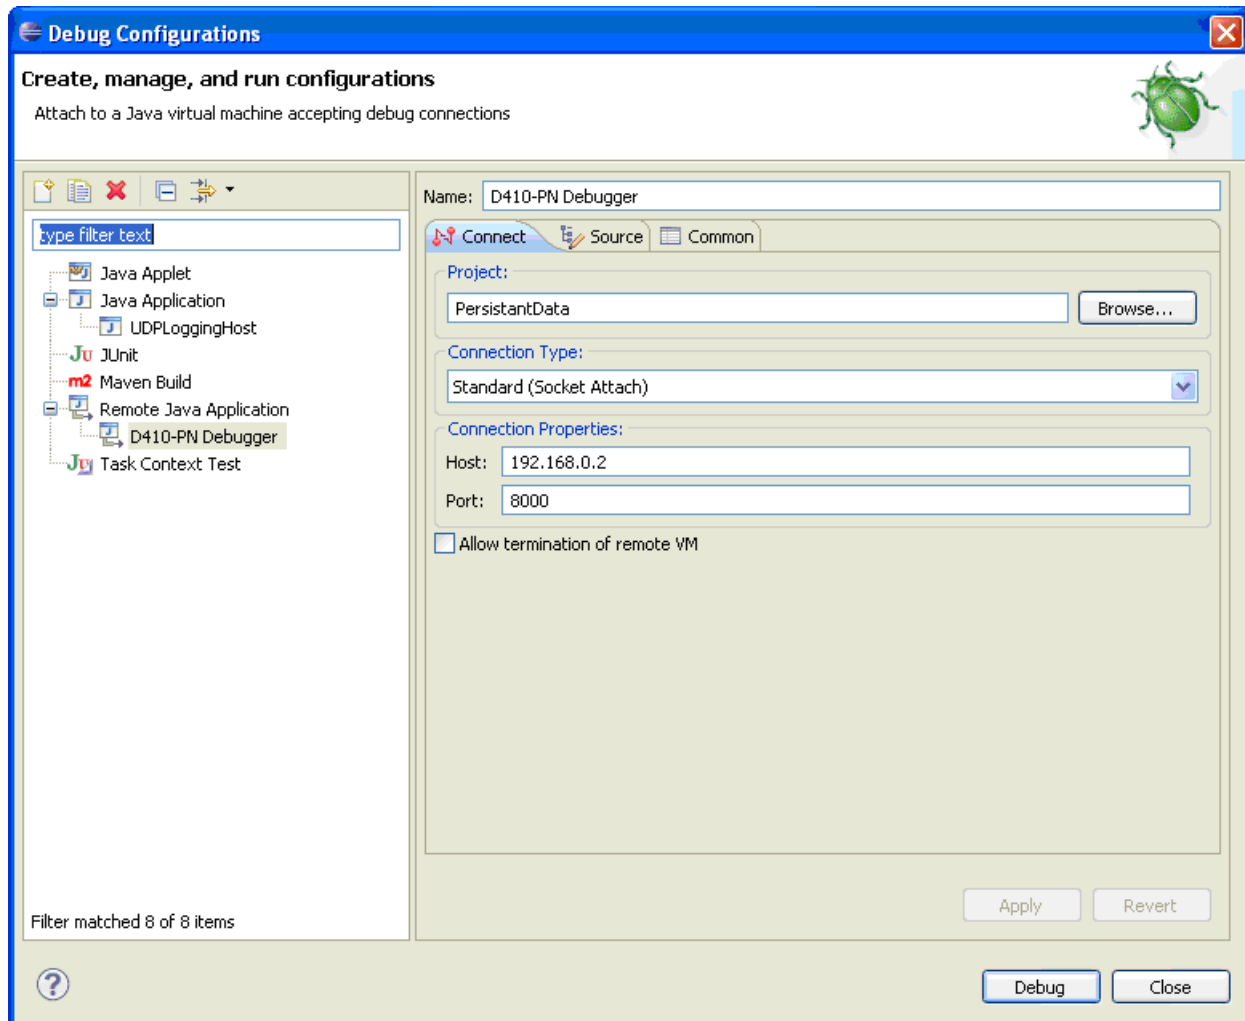 Debug Configurations
Create, manage, and run configurations
Attach to a Java virtual machine accepting debug connections
type filter text
Java Applet
Java Application
UDPLoggingHost
Ju JUnit
m2 Maven Build
Remote Java Application
D410-PN Debugger
Ju Task Context Test
Filter matched 8 of 8 items
Name: D410-PN Debugger
Connect Source Common
Project:
PersistantData Browse...
Connection Type:
Standard (Socket Attach)
Connection Properties:
Host: 192.168.0.2
Port: 8000
Allow termination of remote VM
Apply Revert
? Debug Close